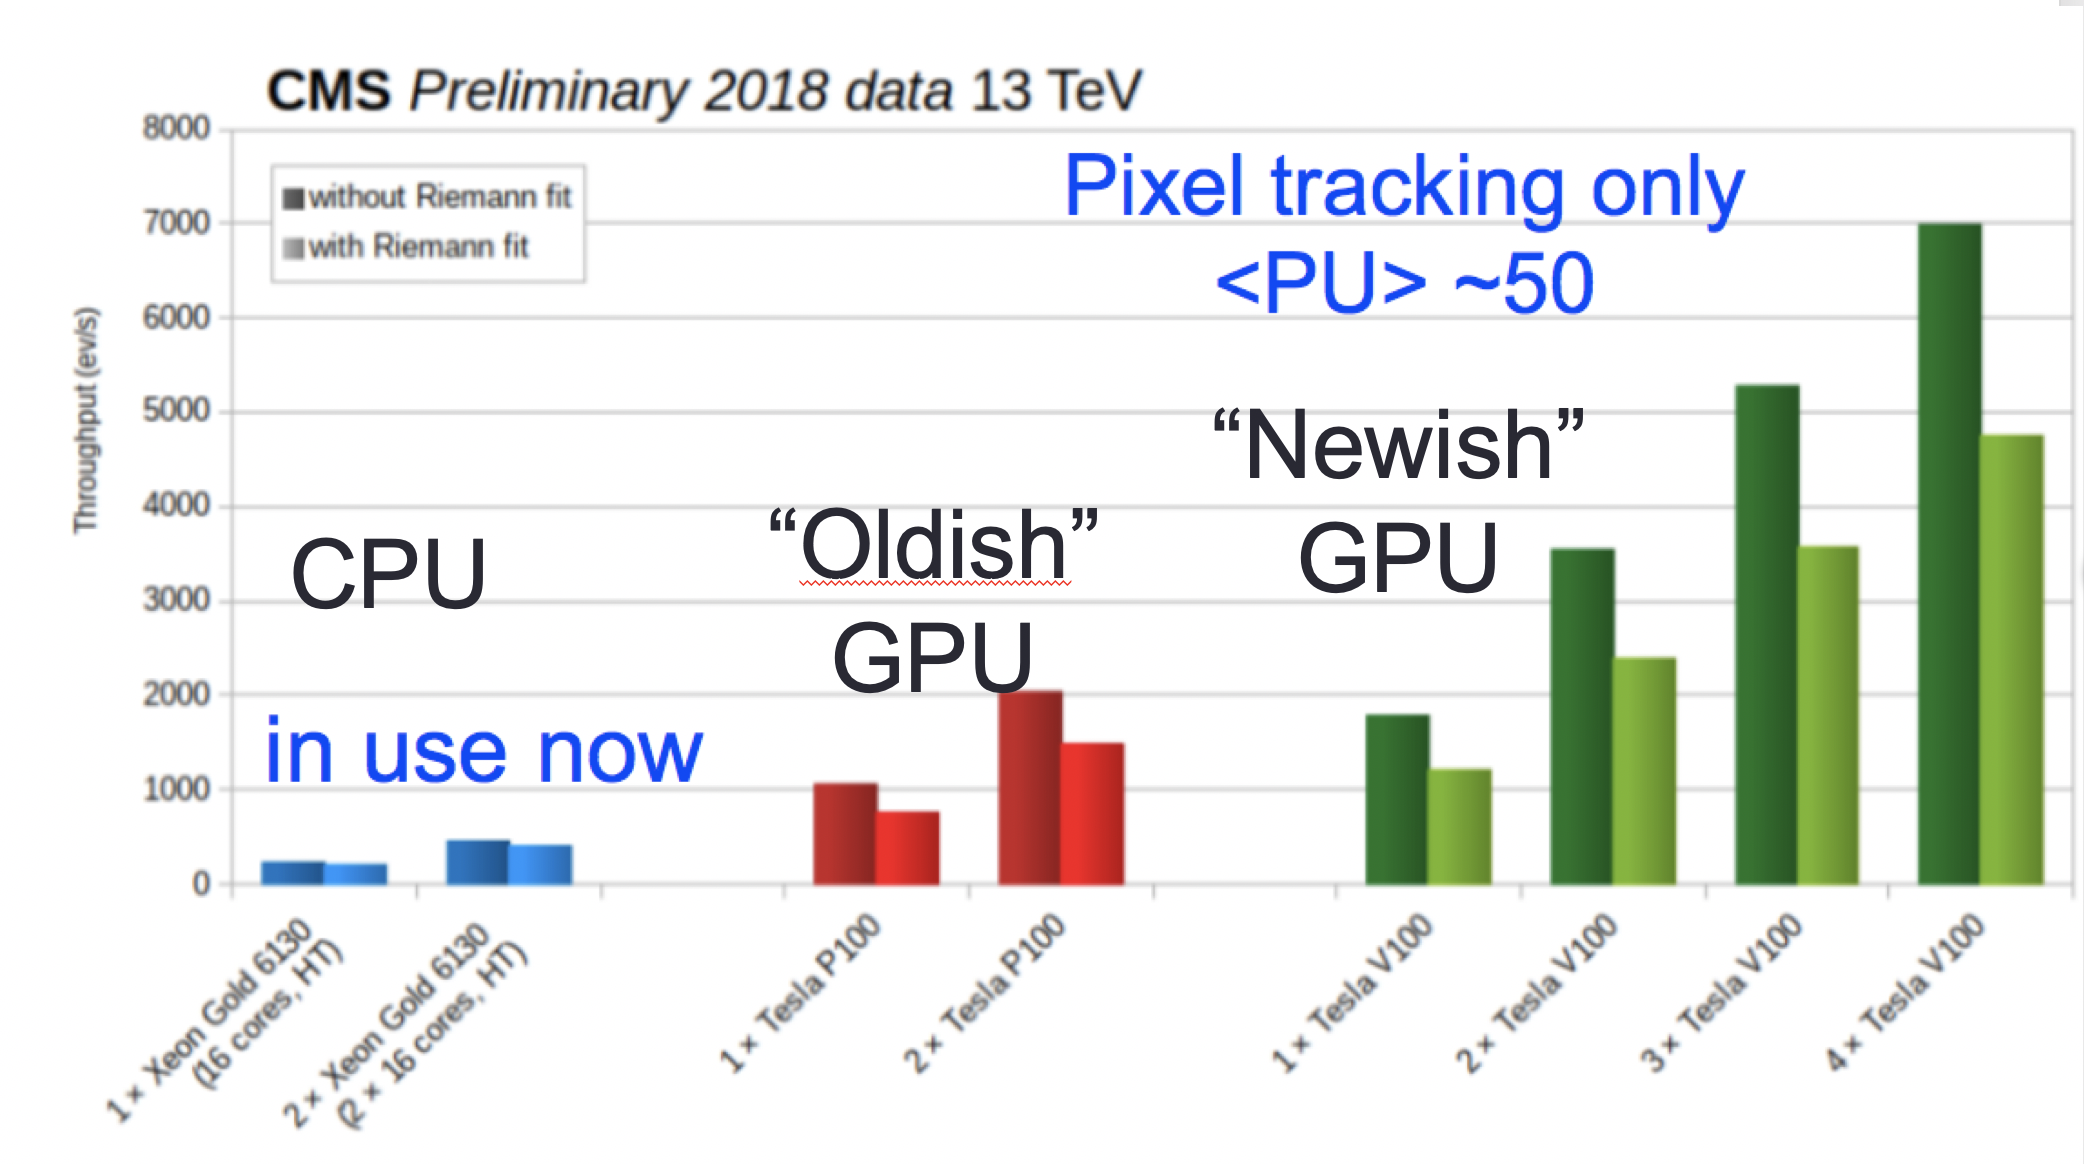 CMS Preliminary 2018 data 13 TeV
8000
7000
6000
5000
4000
3000
2000
1000
0
Throughput (ev/s)
without Riemann fit
with Riemann fit
Pixel tracking only
<PU> ~50
CPU
in use now
“Oldish”
GPU
“Newish”
GPU
1× Xeon Gold 6130
(16 cores, HT)
2× Xeon Gold 6130
(2 × 16 cores, HT)
1× Tesla P100
2× Tesla P100
1× Tesla V100
2× Tesla V100
3× Tesla V100
4× Tesla V100